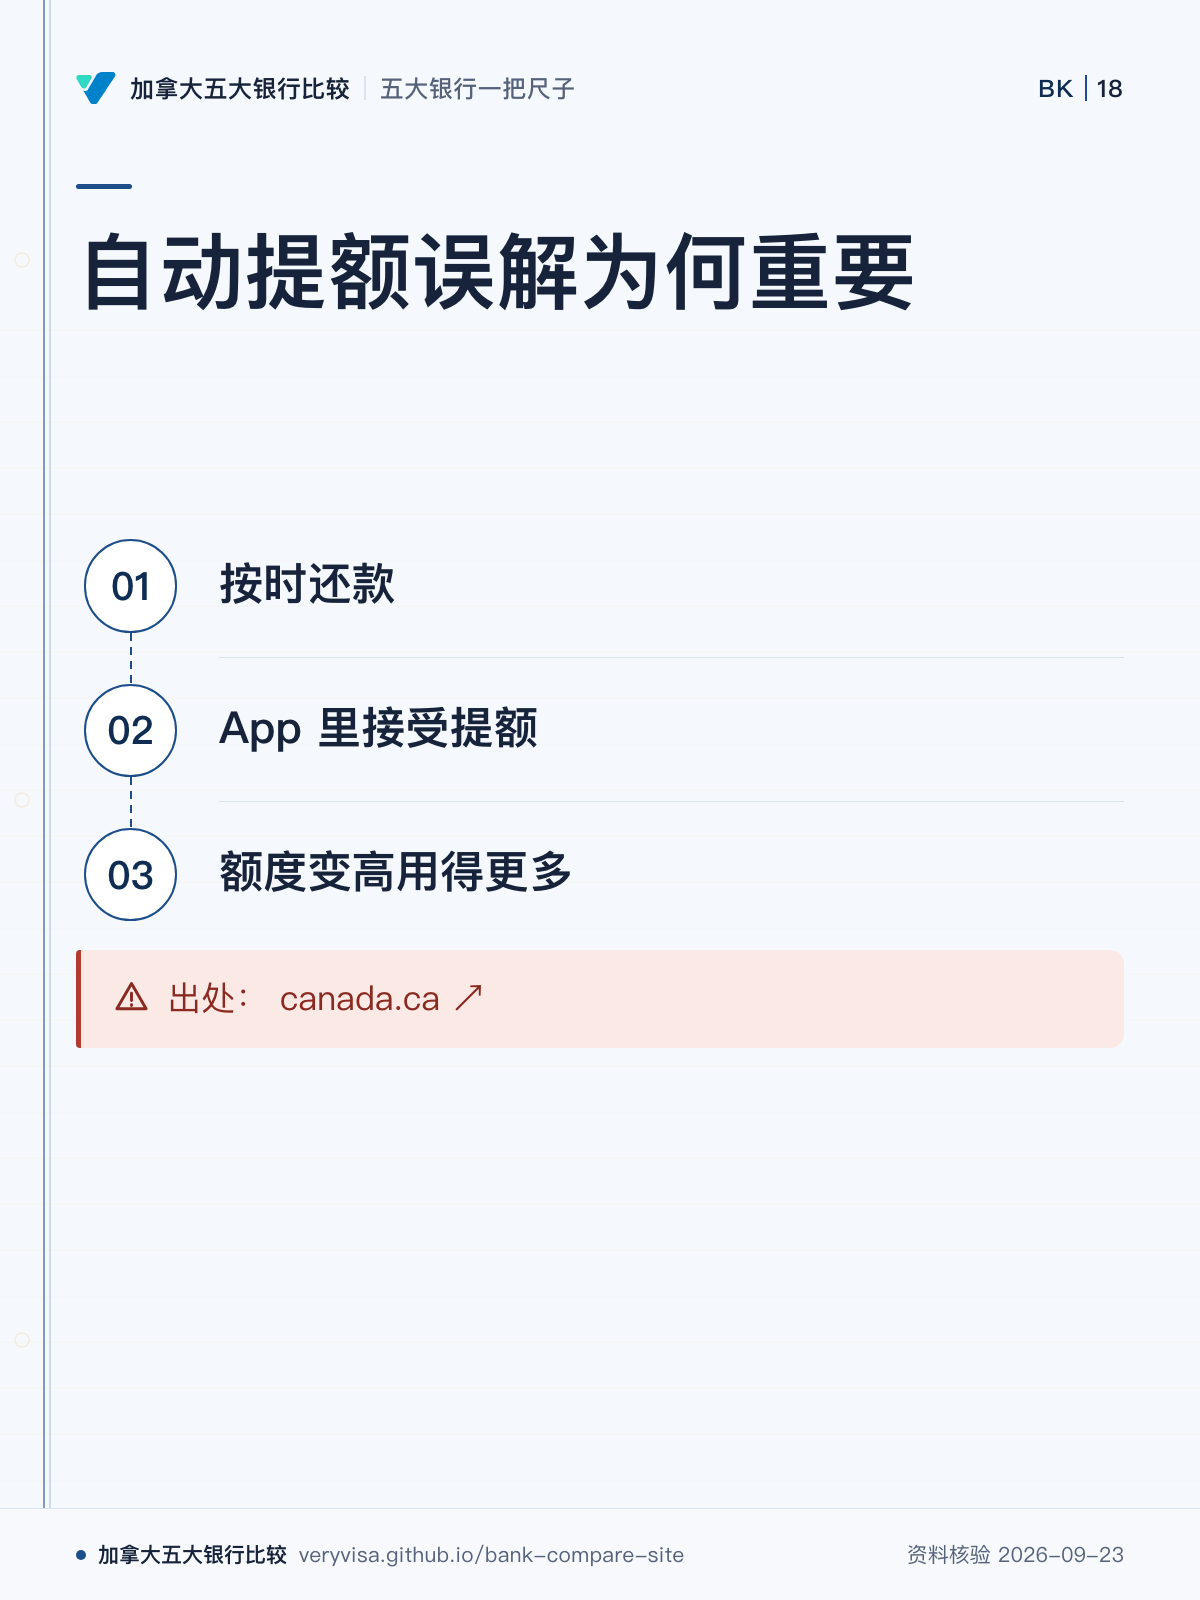 加拿大五大银行比较 五大银行一把尺子 BK 18
自动提额误解为何重要
01 按时还款
02 App 里接受提额
03 额度变高用得更多
出处： canada.ca ↗
加拿大五大银行比较 veryvisa.github.io/bank-compare-site 资料核验 2026-09-23